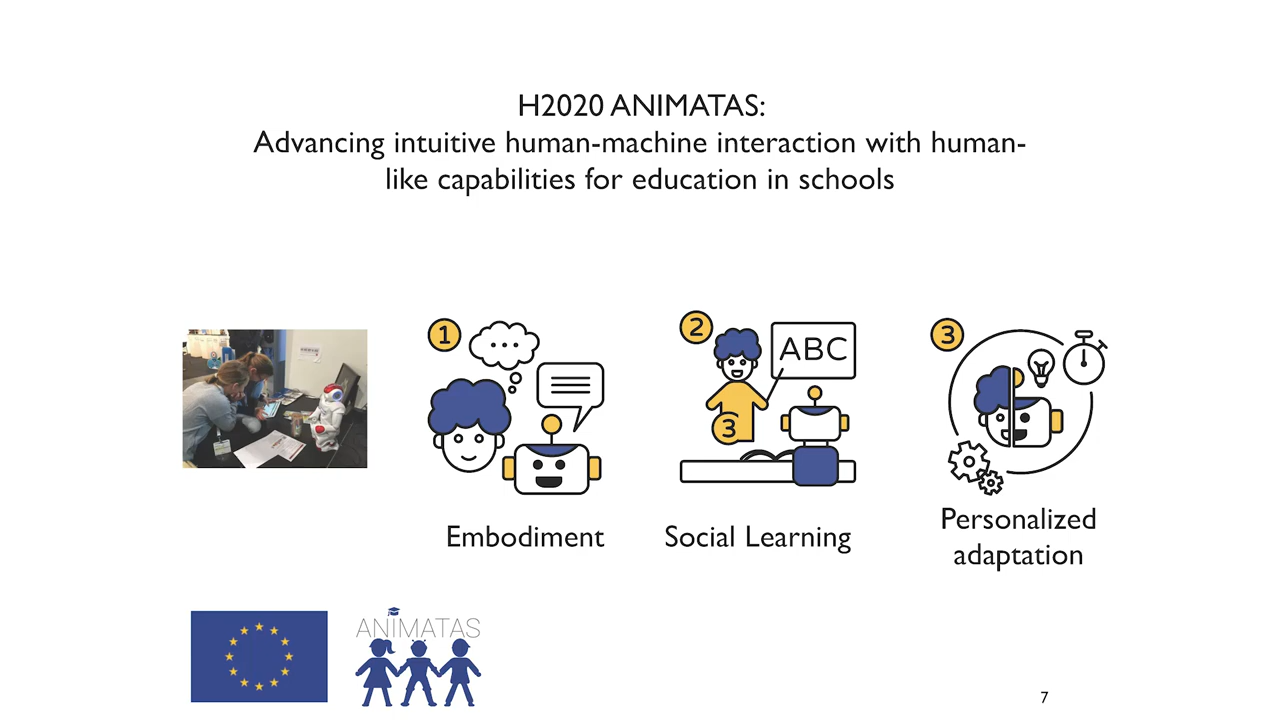 H2020 ANIMATAS:
Advancing intuitive human-machine interaction with human-
like capabilities for education in schools
1
2
ABC
3
3
Embodiment
Social Learning
Personalized
adaptation
ANIMATAS
7